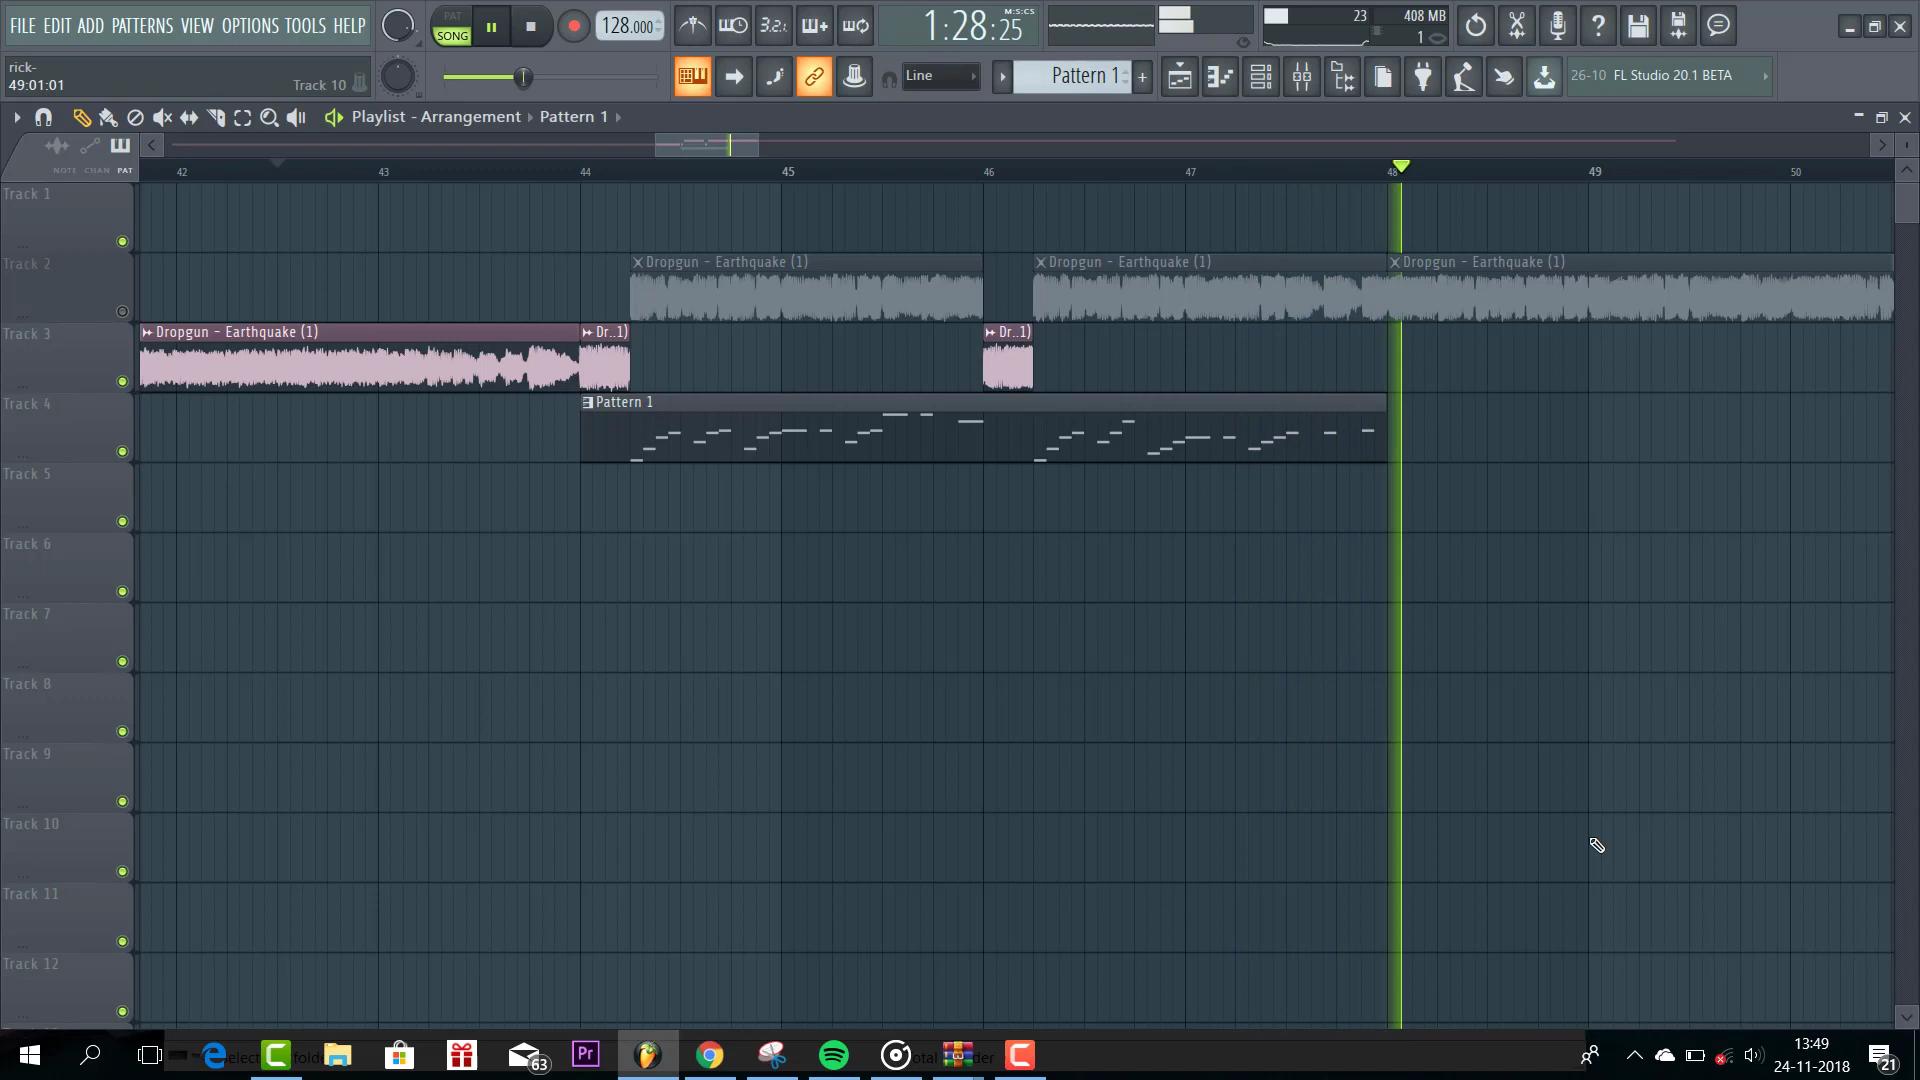 FILE EDIT ADD PATTERNS VIEW OPTIONS TOOLS HELP
PAT
SONG
128.000
3.2.1
1:28:25
M:S:CS
23
408 MB
1
rick-
49:01:01
Track 10
Line
Pattern 1
26-10 FL Studio 20.1 BETA
Playlist - Arrangement
Pattern 1
NOTE CHAN PAT
42 43 44 45 46 47 48 49 50
Track 1
Track 2
Dropgun - Earthquake (1)
Dropgun - Earthquake (1)
Dropgun - Earthquake (1)
Track 3
Dropgun - Earthquake (1)
Dr..1)
Dr..1)
Track 4
Pattern 1
Track 5
Track 6
Track 7
Track 8
Track 9
Track 10
Track 11
Track 12
63
Pr
13:49
24-11-2018
21